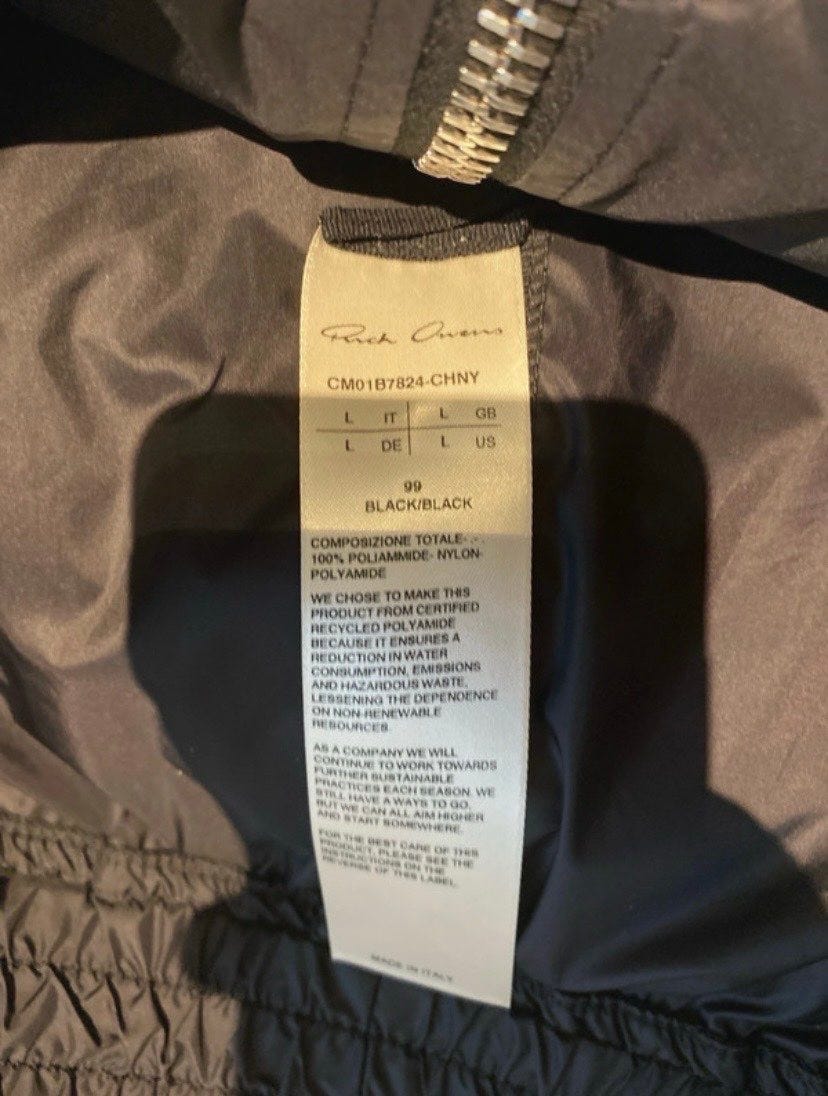 Rick Owens
CM01B7824-CHNY
L IT L GB
L DE L US
99
BLACK/BLACK
COMPOSIZIONE TOTALE- . -
100% POLIAMMIDE- NYLON-
POLYAMIDE
WE CHOSE TO MAKE THIS
PRODUCT FROM CERTIFIED
RECYCLED POLYAMIDE
BECAUSE IT ENSURES A
REDUCTION IN WATER
CONSUMPTION, EMISSIONS
AND HAZARDOUS WASTE,
LESSENING THE DEPENDENCE
ON NON-RENEWABLE
RESOURCES
AS A COMPANY WE WILL
CONTINUE TO WORK TOWARDS
FURTHER SUSTAINABLE
PRACTICES EACH SEASON. WE
STILL HAVE A WAYS TO GO,
BUT WE CAN ALL AIM HIGHER
AND START SOMEWHERE.
FOR THE BEST CARE OF THIS
PRODUCT, PLEASE SEE THE
INSTRUCTIONS ON THE
REVERSE OF THIS LABEL.
MADE IN ITALY